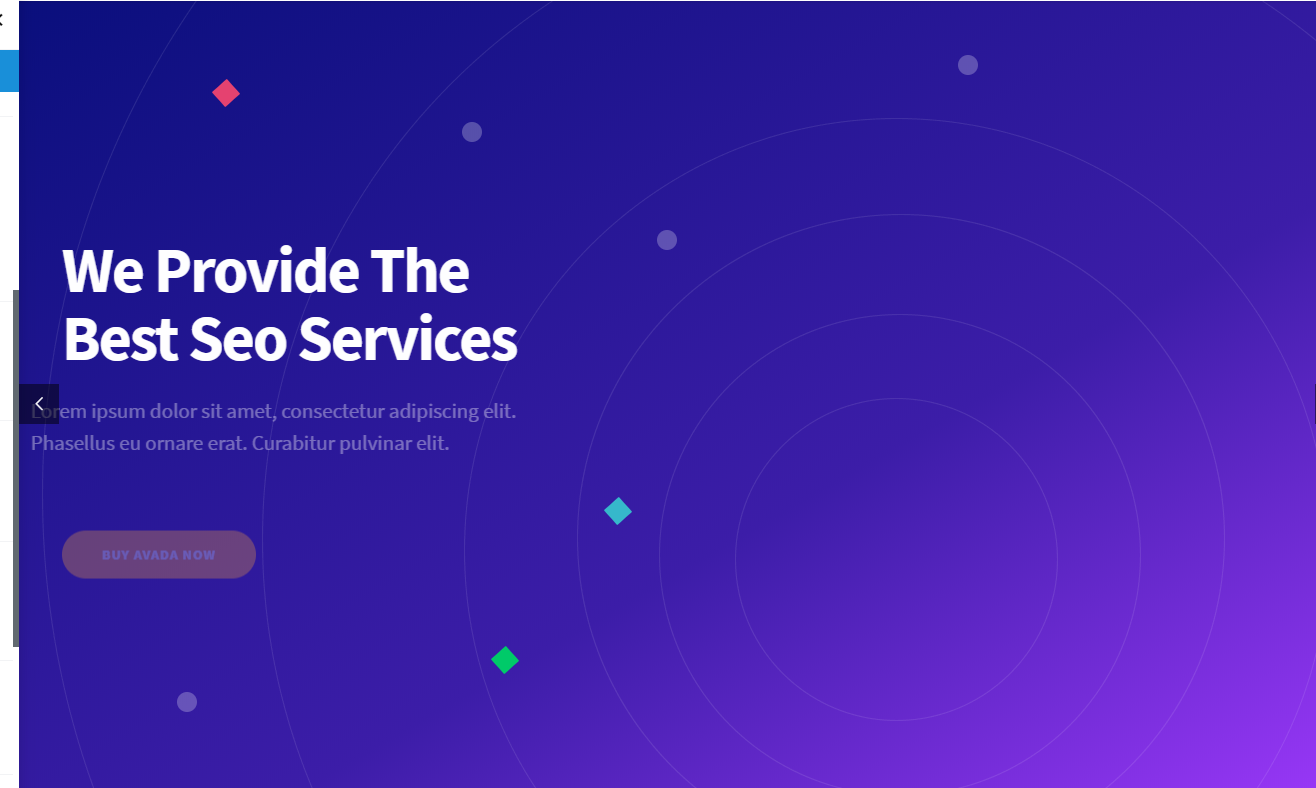 We Provide The
Best Seo Services
Lorem ipsum dolor sit amet, consectetur adipiscing elit.
Phasellus eu ornare erat. Curabitur pulvinar elit.
BUY AVADA NOW